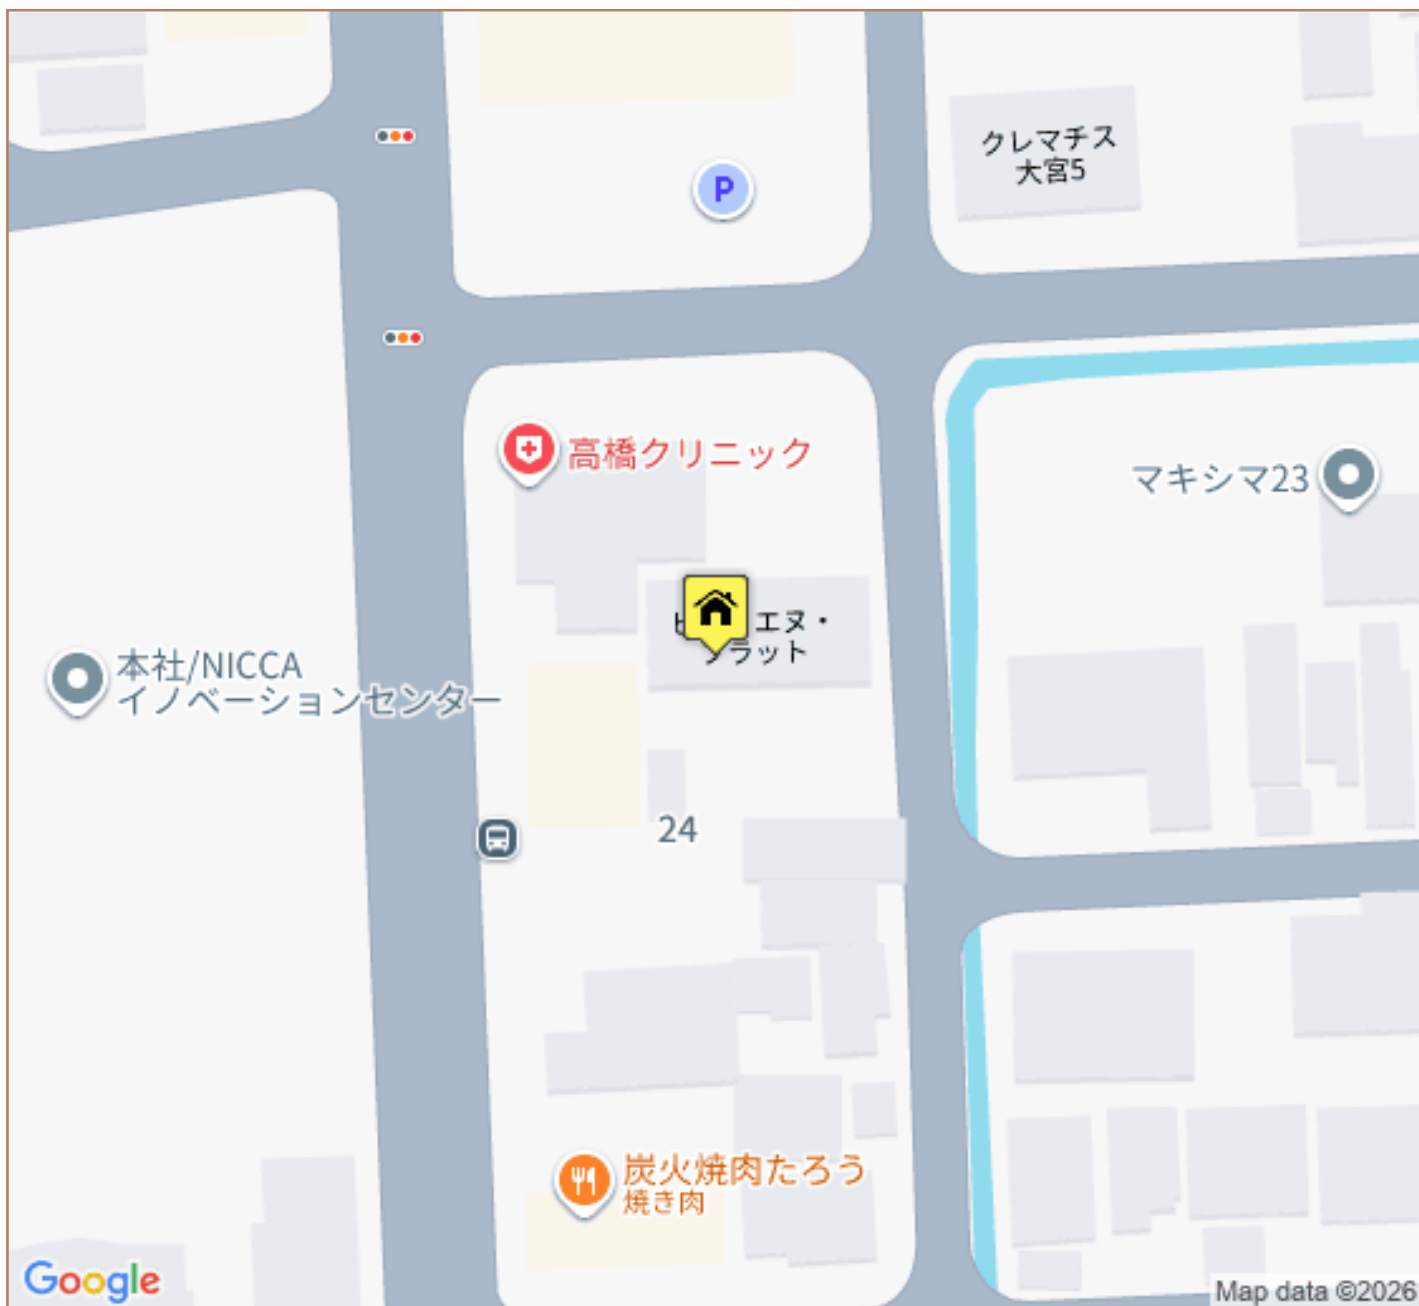 クレマチス
大宮5
P
高橋クリニック
マキシマ23
エヌ・
フラット
本社/NICCA
イノベーションセンター
24
炭火焼肉たろう
焼き肉
Google
Map data ©2026